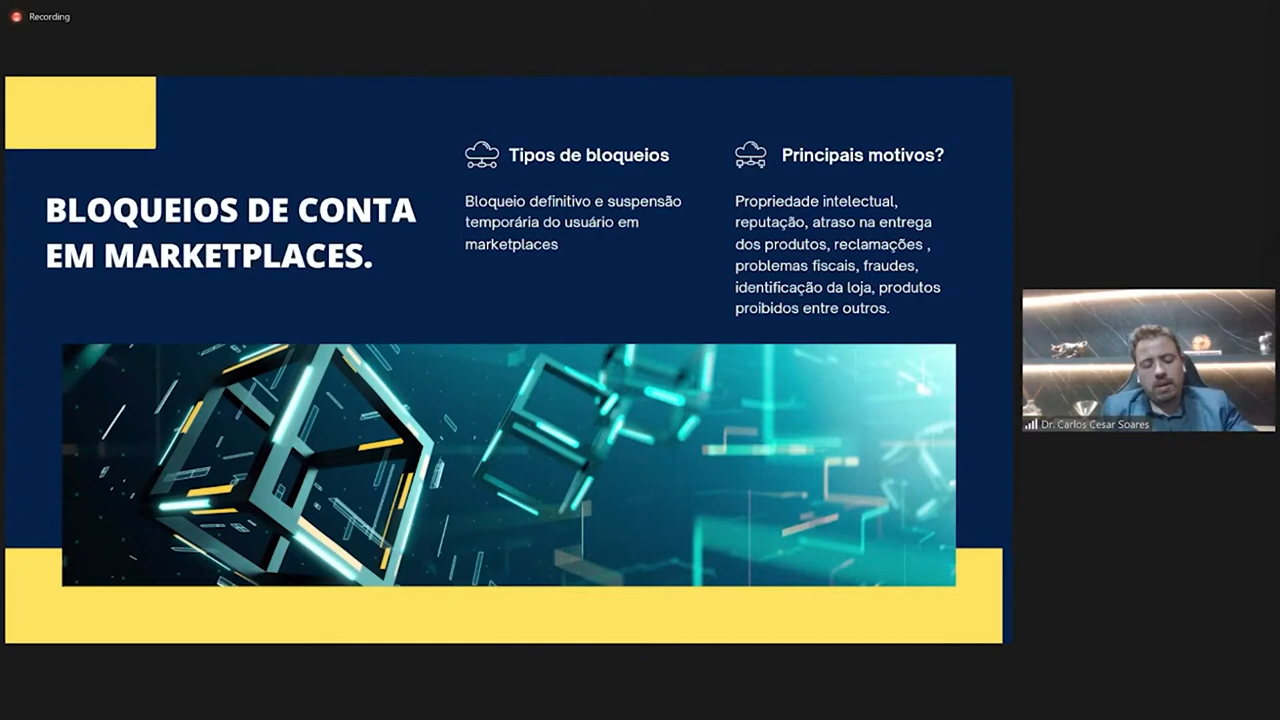 Recording
BLOQUEIOS DE CONTA
EM MARKETPLACES.
Tipos de bloqueios
Bloqueio definitivo e suspensão
temporária do usuário em
marketplaces
Principais motivos?
Propriedade intelectual,
reputação, atraso na entrega
dos produtos, reclamações ,
problemas fiscais, fraudes,
identificação da loja, produtos
proibidos entre outros.
Dr. Carlos Cesar Soares